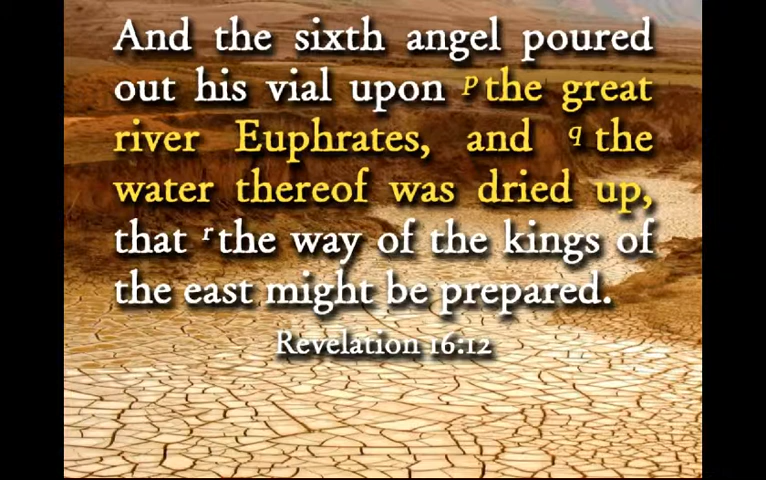 And the sixth angel poured
out his vial upon p the great
river Euphrates, and q the
water thereof was dried up,
that r the way of the kings of
the east might be prepared.
Revelation 16:12